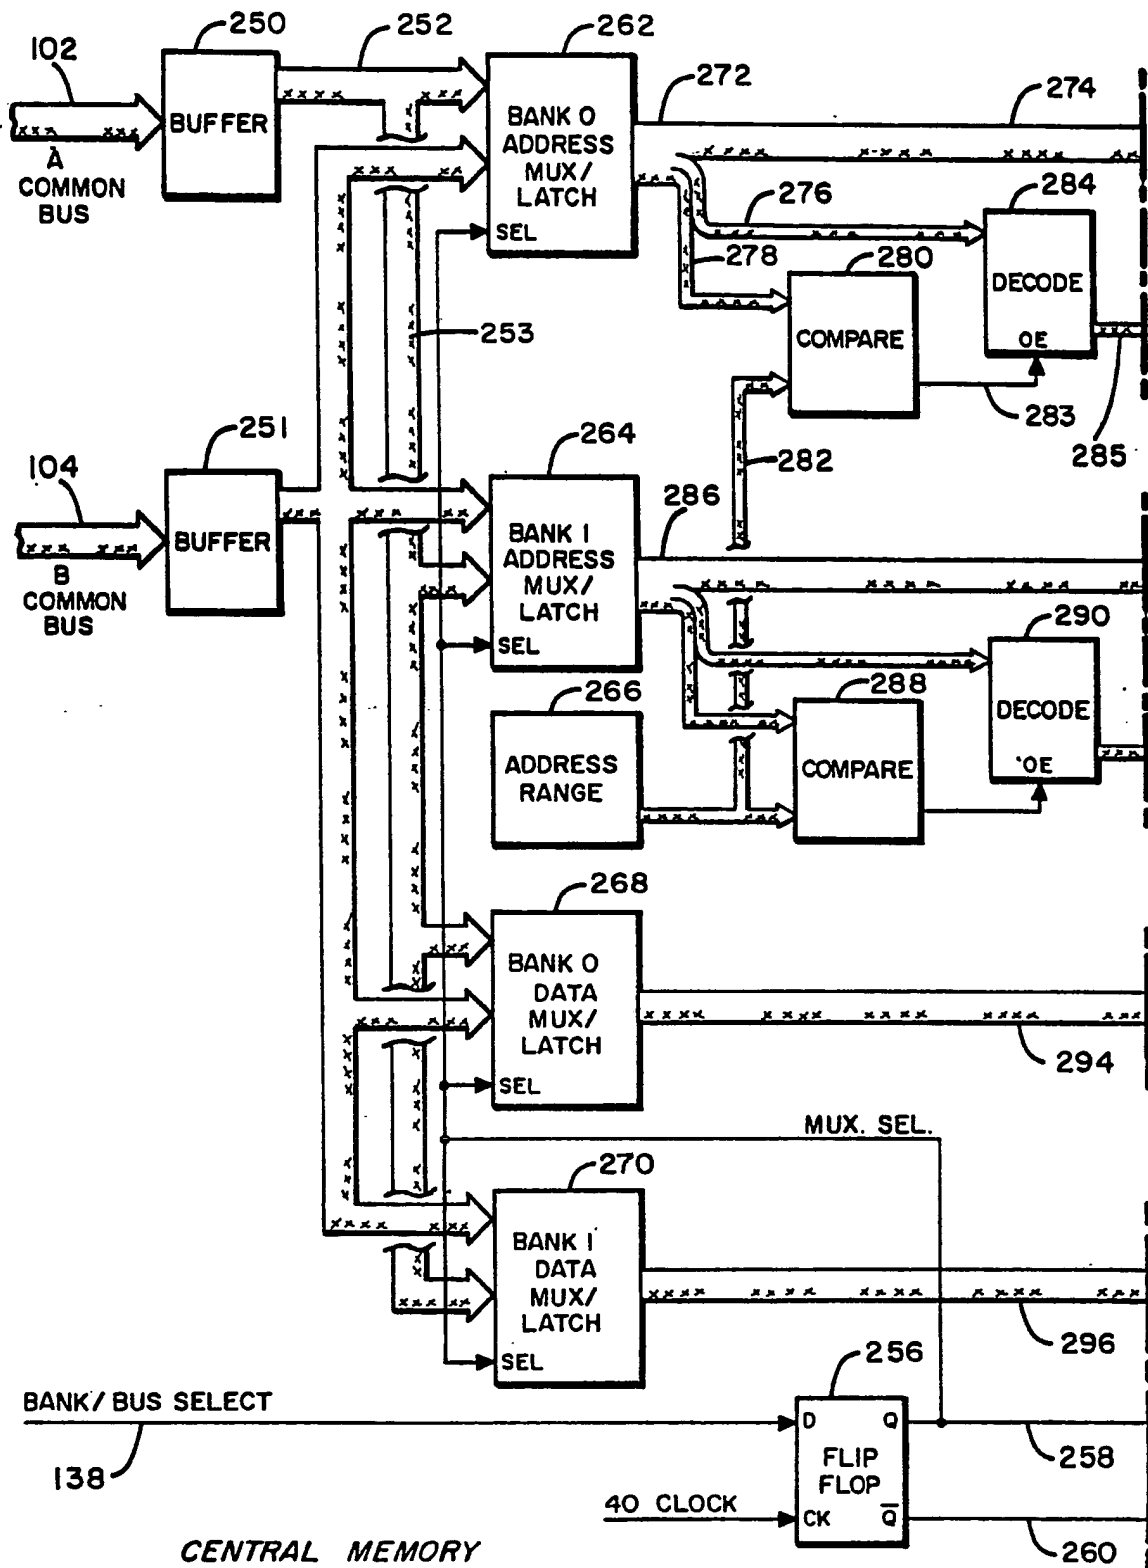 250
252
262
102
272
274
BUFFER
BANK 0
ADDRESS
MUX/
LATCH
A
COMMON
BUS
276
284
SEL
278
280
DECODE
253
COMPARE
OE
283
251
264
282
285
104
286
BUFFER
BANK 1
ADDRESS
MUX/
LATCH
B
COMMON
BUS
290
SEL
266
288
DECODE
ADDRESS
RANGE
COMPARE
OE
268
BANK 0
DATA
MUX/
LATCH
294
SEL
MUX. SEL.
270
BANK 1
DATA
MUX/
LATCH
296
SEL
256
BANK/BUS SELECT
D Q
138
FLIP
FLOP
258
40 CLOCK
CK Q̅
260
CENTRAL MEMORY